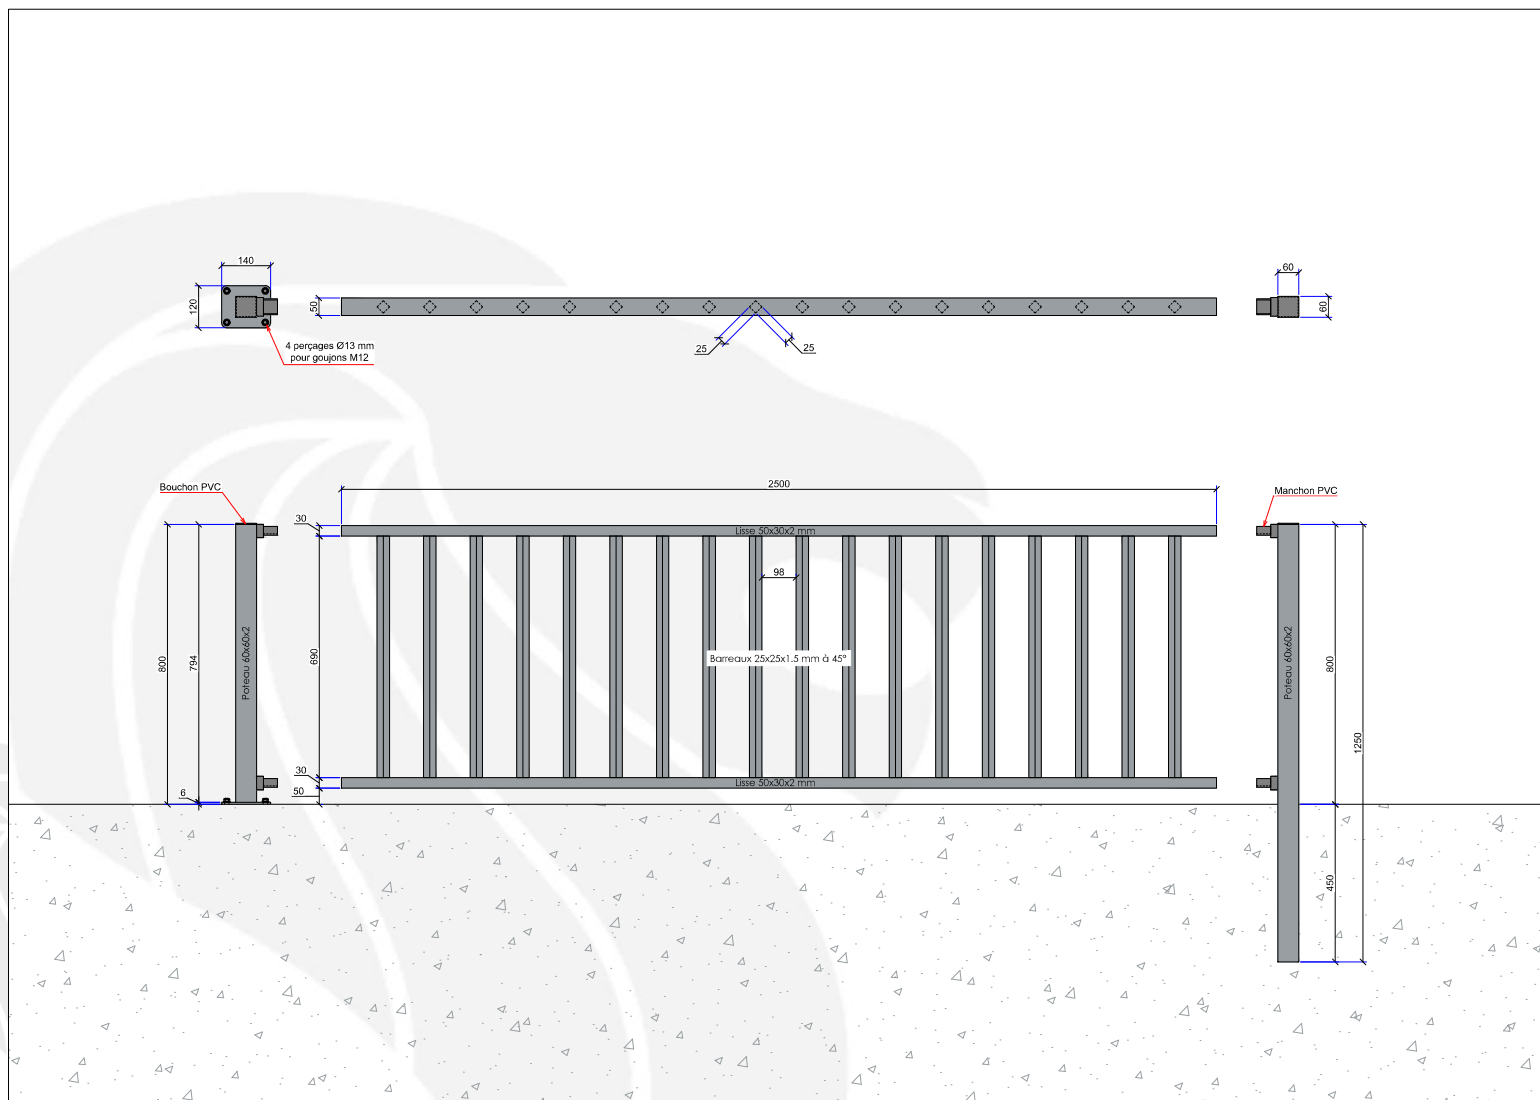 140
120
4 perçages Ø13 mm
pour goujons M12
50
25
25
60
60
2500
Bouchon PVC
Manchon PVC
30
Lisse 50x30x2 mm
98
800
794
Poteau 60x60x2
690
Barreaux 25x25x1.5 mm à 45°
Poteau 60x60x2
800
1250
30
Lisse 50x30x2 mm
6
50
450